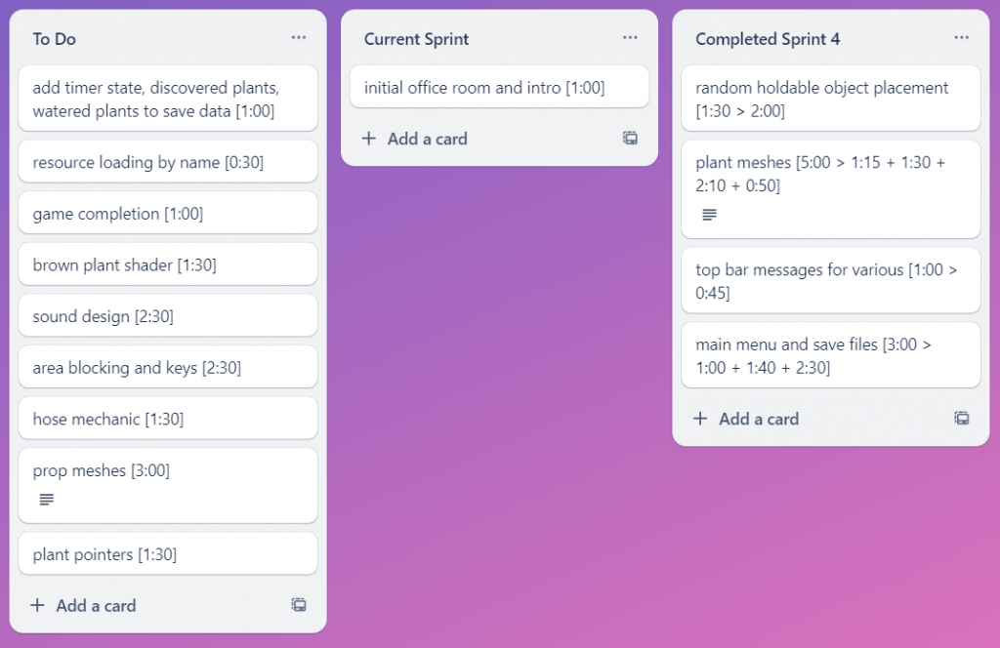 To Do
add timer state, discovered plants,
watered plants to save data [1:00]
resource loading by name [0:30]
game completion [1:00]
brown plant shader [1:30]
sound design [2:30]
area blocking and keys [2:30]
hose mechanic [1:30]
prop meshes [3:00]
plant pointers [1:30]
+ Add a card
Current Sprint
initial office room and intro [1:00]
+ Add a card
Completed Sprint 4
random holdable object placement
[1:30 > 2:00]
plant meshes [5:00 > 1:15 + 1:30 +
2:10 + 0:50]
top bar messages for various [1:00 >
0:45]
main menu and save files [3:00 >
1:00 + 1:40 + 2:30]
+ Add a card